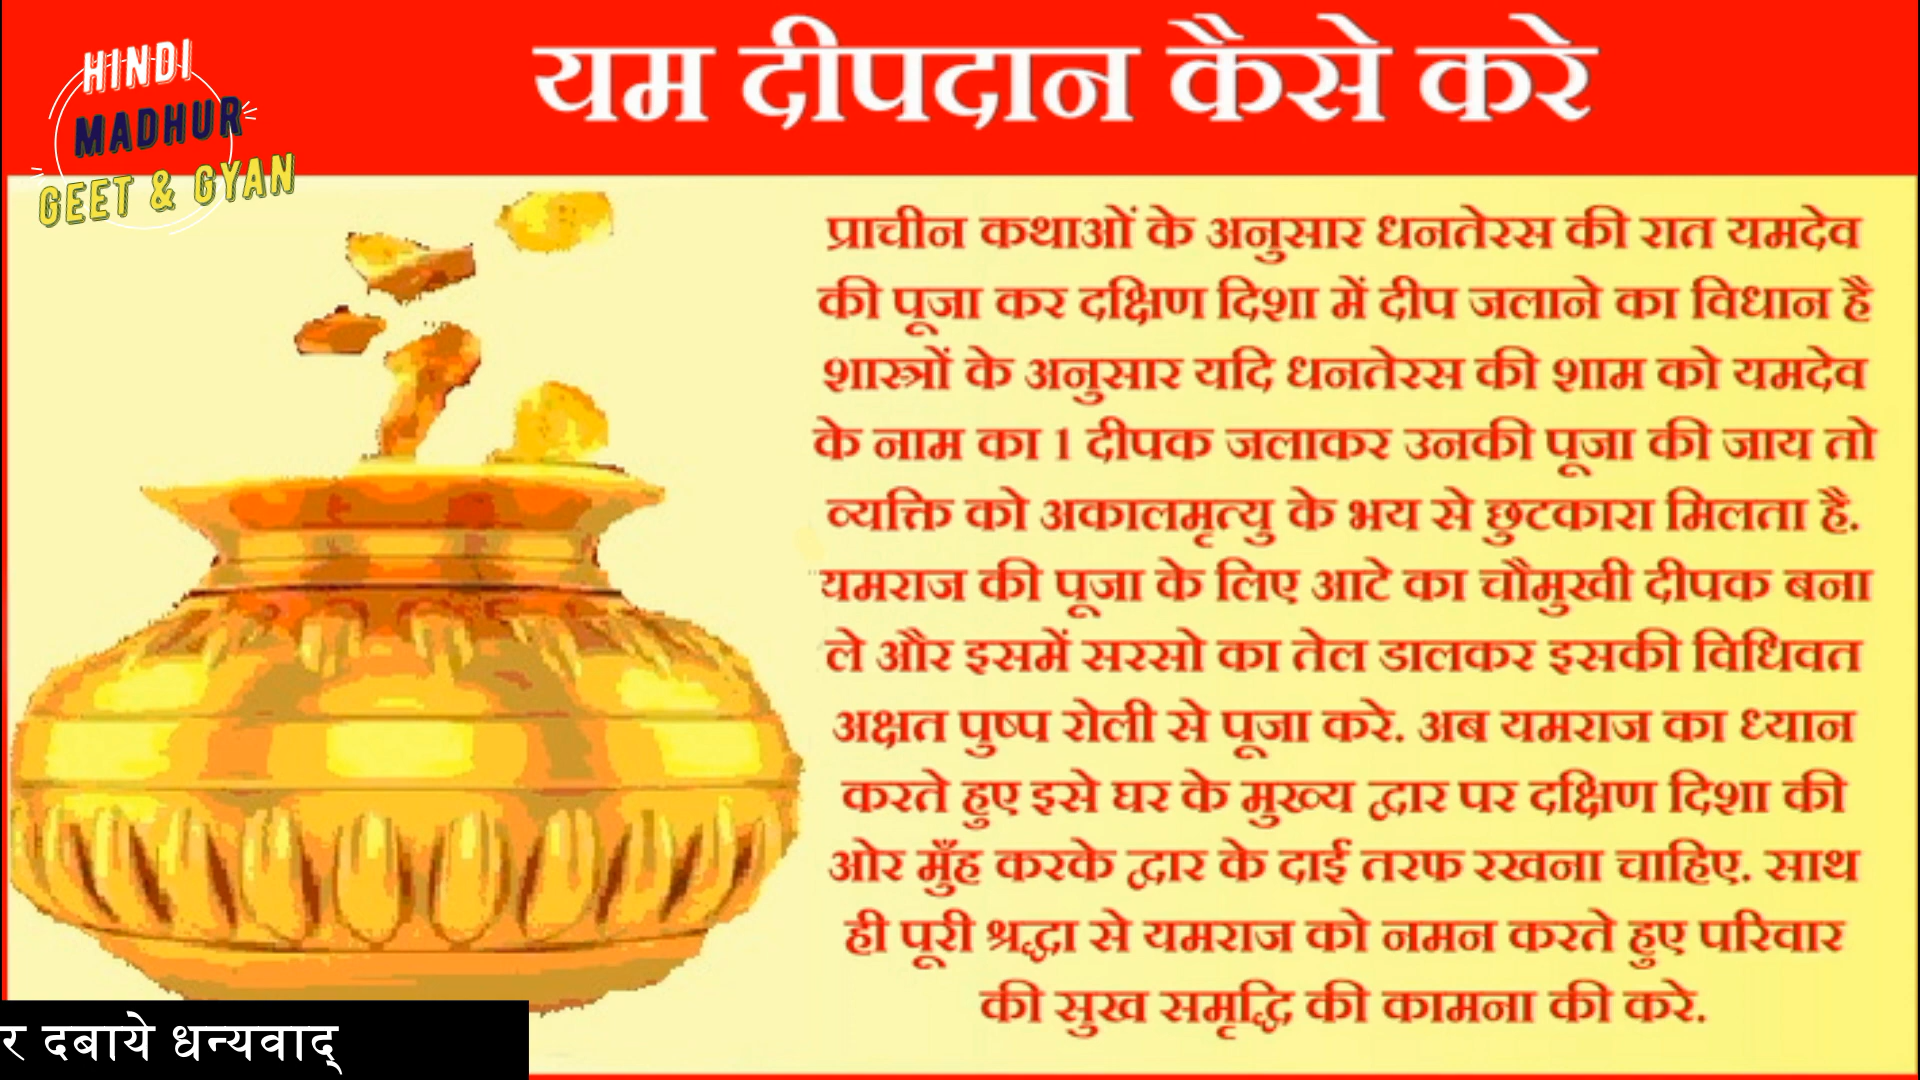 HINDI
MADHUR
GEET & GYAN
यम दीपदान कैसे करे
प्राचीन कथाओं के अनुसार धनतेरस की रात यमदेव
की पूजा कर दक्षिण दिशा में दीप जलाने का विधान है
शास्त्रों के अनुसार यदि धनतेरस की शाम को यमदेव
के नाम का 1 दीपक जलाकर उनकी पूजा की जाय तो
व्यक्ति को अकालमृत्यु के भय से छुटकारा मिलता है.
यमराज की पूजा के लिए आटे का चौमुखी दीपक बना
ले और इसमें सरसो का तेल डालकर इसकी विधिवत
अक्षत पुष्प रोली से पूजा करे. अब यमराज का ध्यान
करते हुए इसे घर के मुख्य द्वार पर दक्षिण दिशा की
ओर मुँह करके द्वार के दाई तरफ रखना चाहिए. साथ
ही पूरी श्रद्धा से यमराज को नमन करते हुए परिवार
की सुख समृद्धि की कामना की करे.
र दबाये धन्यवाद्